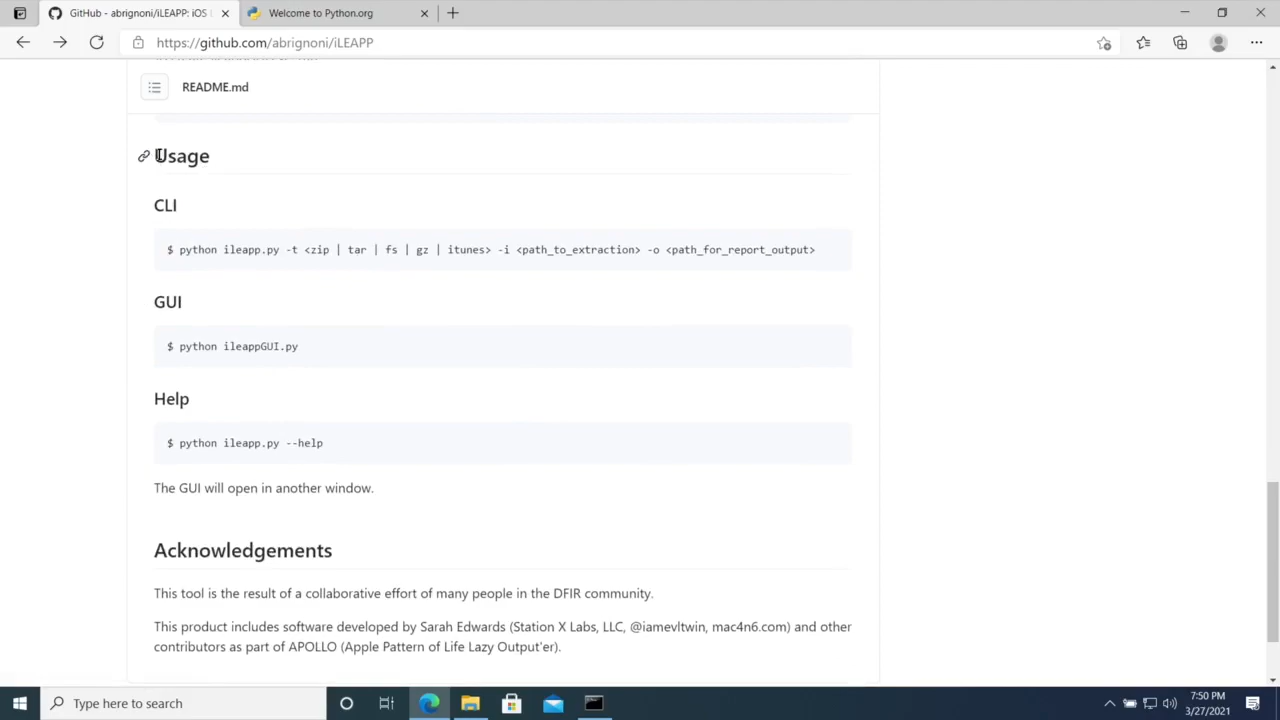 GitHub - abrignoni/iLEAPP: iOS L
Welcome to Python.org
https://github.com/abrignoni/iLEAPP
README.md
Usage
CLI
$ python ileapp.py -t <zip | tar | fs | gz | itunes> -i <path_to_extraction> -o <path_for_report_output>
GUI
$ python ileappGUI.py
Help
$ python ileapp.py --help
The GUI will open in another window.
Acknowledgements
This tool is the result of a collaborative effort of many people in the DFIR community.
This product includes software developed by Sarah Edwards (Station X Labs, LLC, @iamevltwin, mac4n6.com) and other
contributors as part of APOLLO (Apple Pattern of Life Lazy Output'er).
Type here to search
7:50 PM
3/27/2021